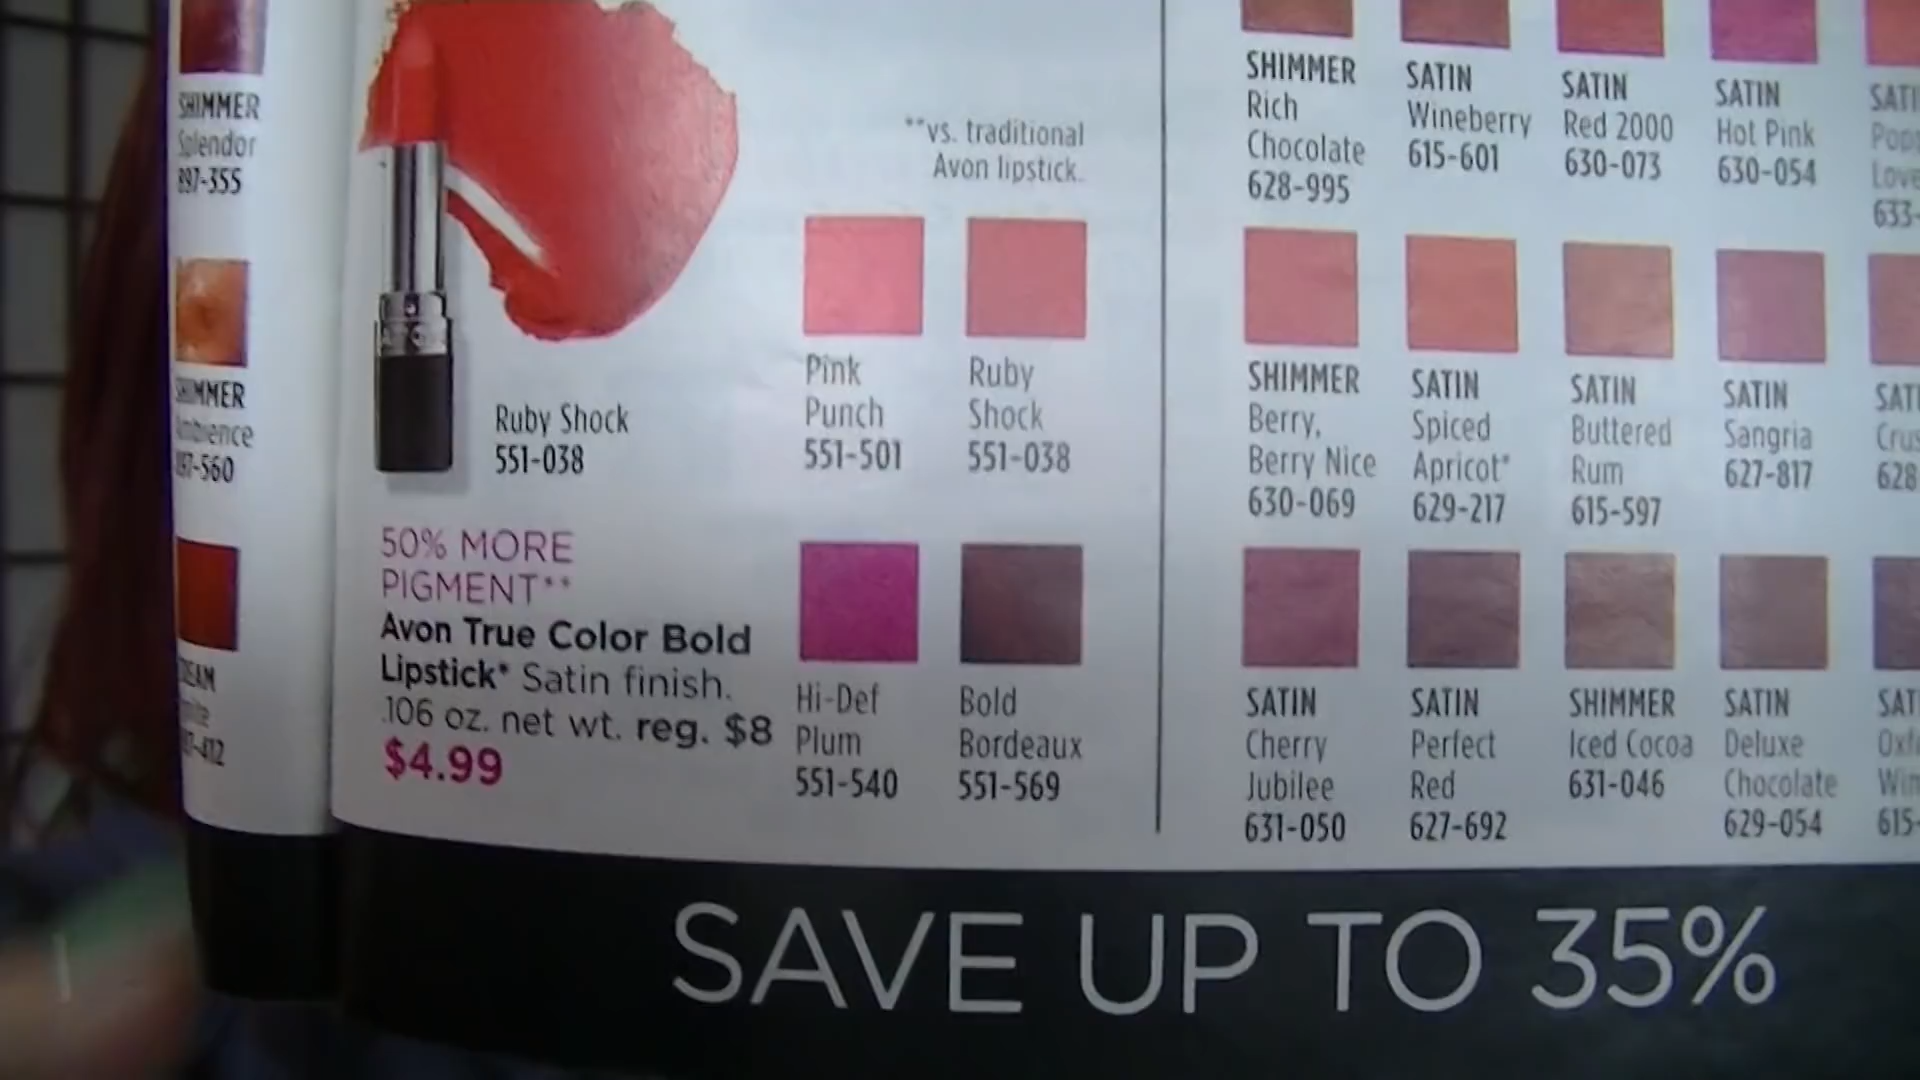 SHIMMER
Splendor
897-355
SHIMMER
Ambience
197-560
**vs. traditional
Avon lipstick.
Ruby Shock
551-038
Pink
Punch
551-501
Ruby
Shock
551-038
50% MORE
PIGMENT**
Avon True Color Bold
Lipstick* Satin finish.
.106 oz. net wt. reg. $8
$4.99
Hi-Def
Plum
551-540
Bold
Bordeaux
551-569
SHIMMER
Rich
Chocolate
628-995
SATIN
Wineberry
615-601
SATIN
Red 2000
630-073
SATIN
Hot Pink
630-054
SHIMMER
Berry,
Berry Nice
630-069
SATIN
Spiced
Apricot*
629-217
SATIN
Buttered
Rum
615-597
SATIN
Sangria
627-817
SATIN
Cherry
Jubilee
631-050
SATIN
Perfect
Red
627-692
SHIMMER
Iced Cocoa
631-046
SATIN
Deluxe
Chocolate
629-054
SAVE UP TO 35%